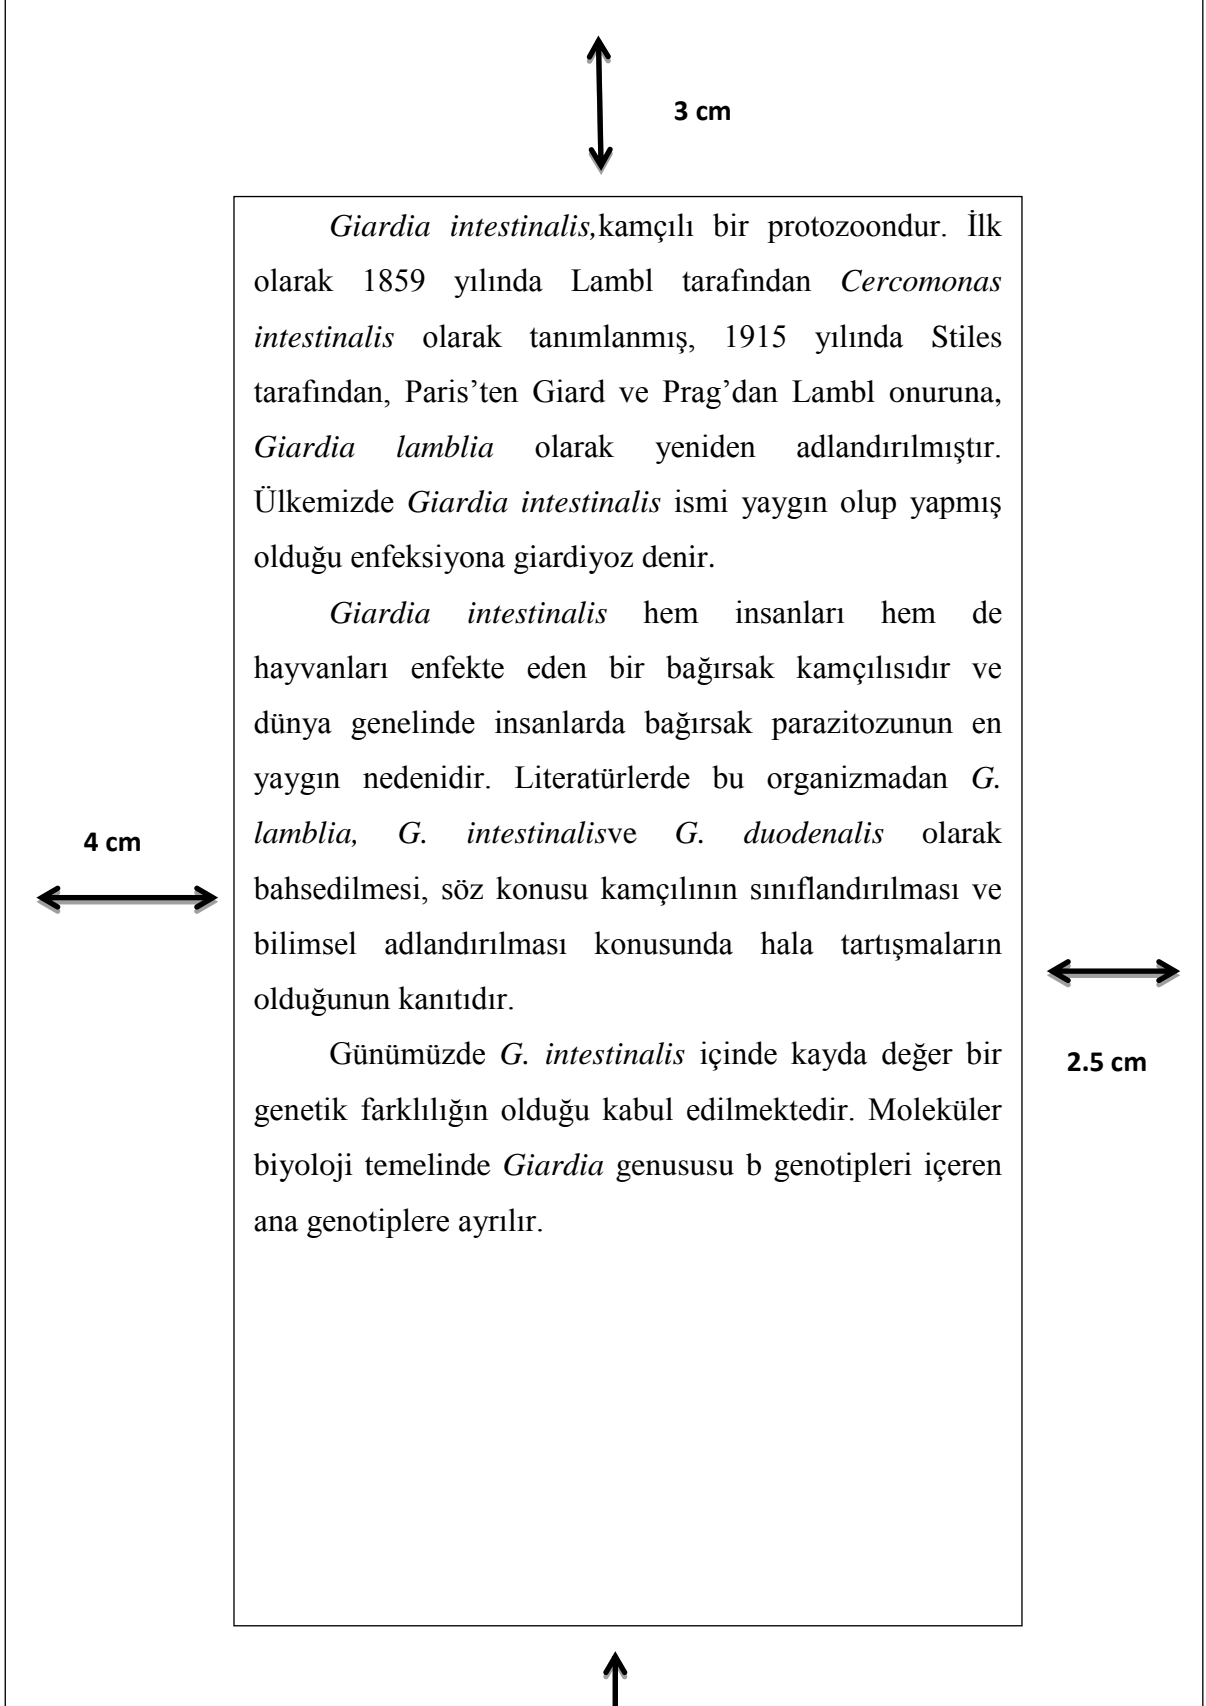 3 cm
Giardia intestinalis,kamçılı bir protozoondur. İlk
olarak 1859 yılında Lambl tarafından Cercomonas
intestinalis olarak tanımlanmış, 1915 yılında Stiles
tarafından, Paris’ten Giard ve Prag’dan Lambl onuruna,
Giardia lamblia olarak yeniden adlandırılmıştır.
Ülkemizde Giardia intestinalis ismi yaygın olup yapmış
olduğu enfeksiyona giardiyoz denir.
Giardia intestinalis hem insanları hem de
hayvanları enfekte eden bir bağırsak kamçılısıdır ve
dünya genelinde insanlarda bağırsak parazitozunun en
yaygın nedenidir. Literatürlerde bu organizmadan G.
lamblia, G. intestinalisve G. duodenalis olarak
bahsedilmesi, söz konusu kamçılının sınıflandırılması ve
bilimsel adlandırılması konusunda hala tartışmaların
olduğunun kanıtıdır.
Günümüzde G. intestinalis içinde kayda değer bir
genetik farklılığın olduğu kabul edilmektedir. Moleküler
biyoloji temelinde Giardia genususu b genotipleri içeren
ana genotiplere ayrılır.
4 cm
2.5 cm